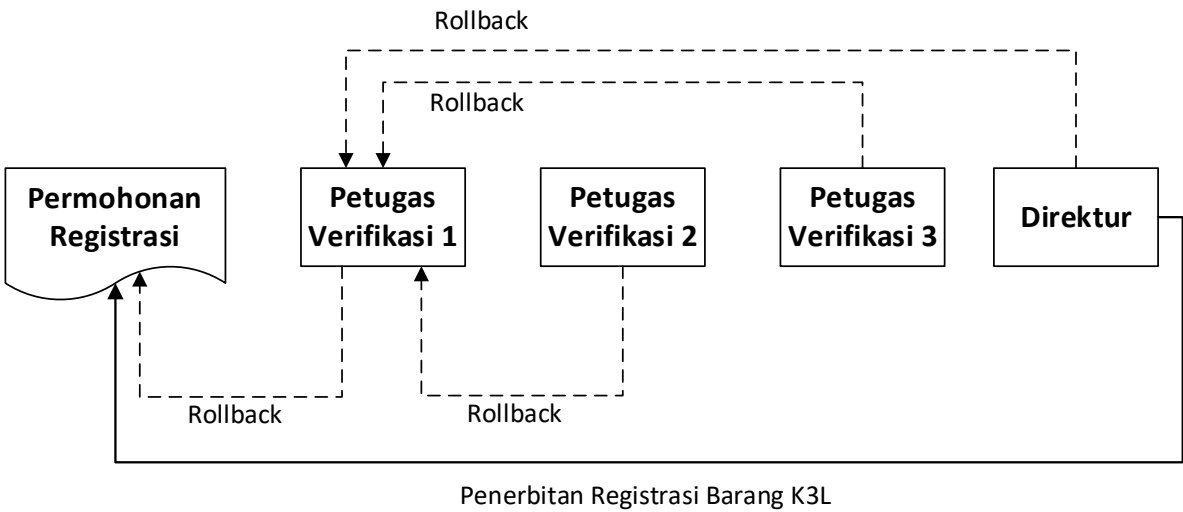 Rollback
Rollback
Permohonan
Registrasi
Petugas
Verifikasi 1
Petugas
Verifikasi 2
Petugas
Verifikasi 3
Direktur
Rollback
Rollback
Penerbitan Registrasi Barang K3L